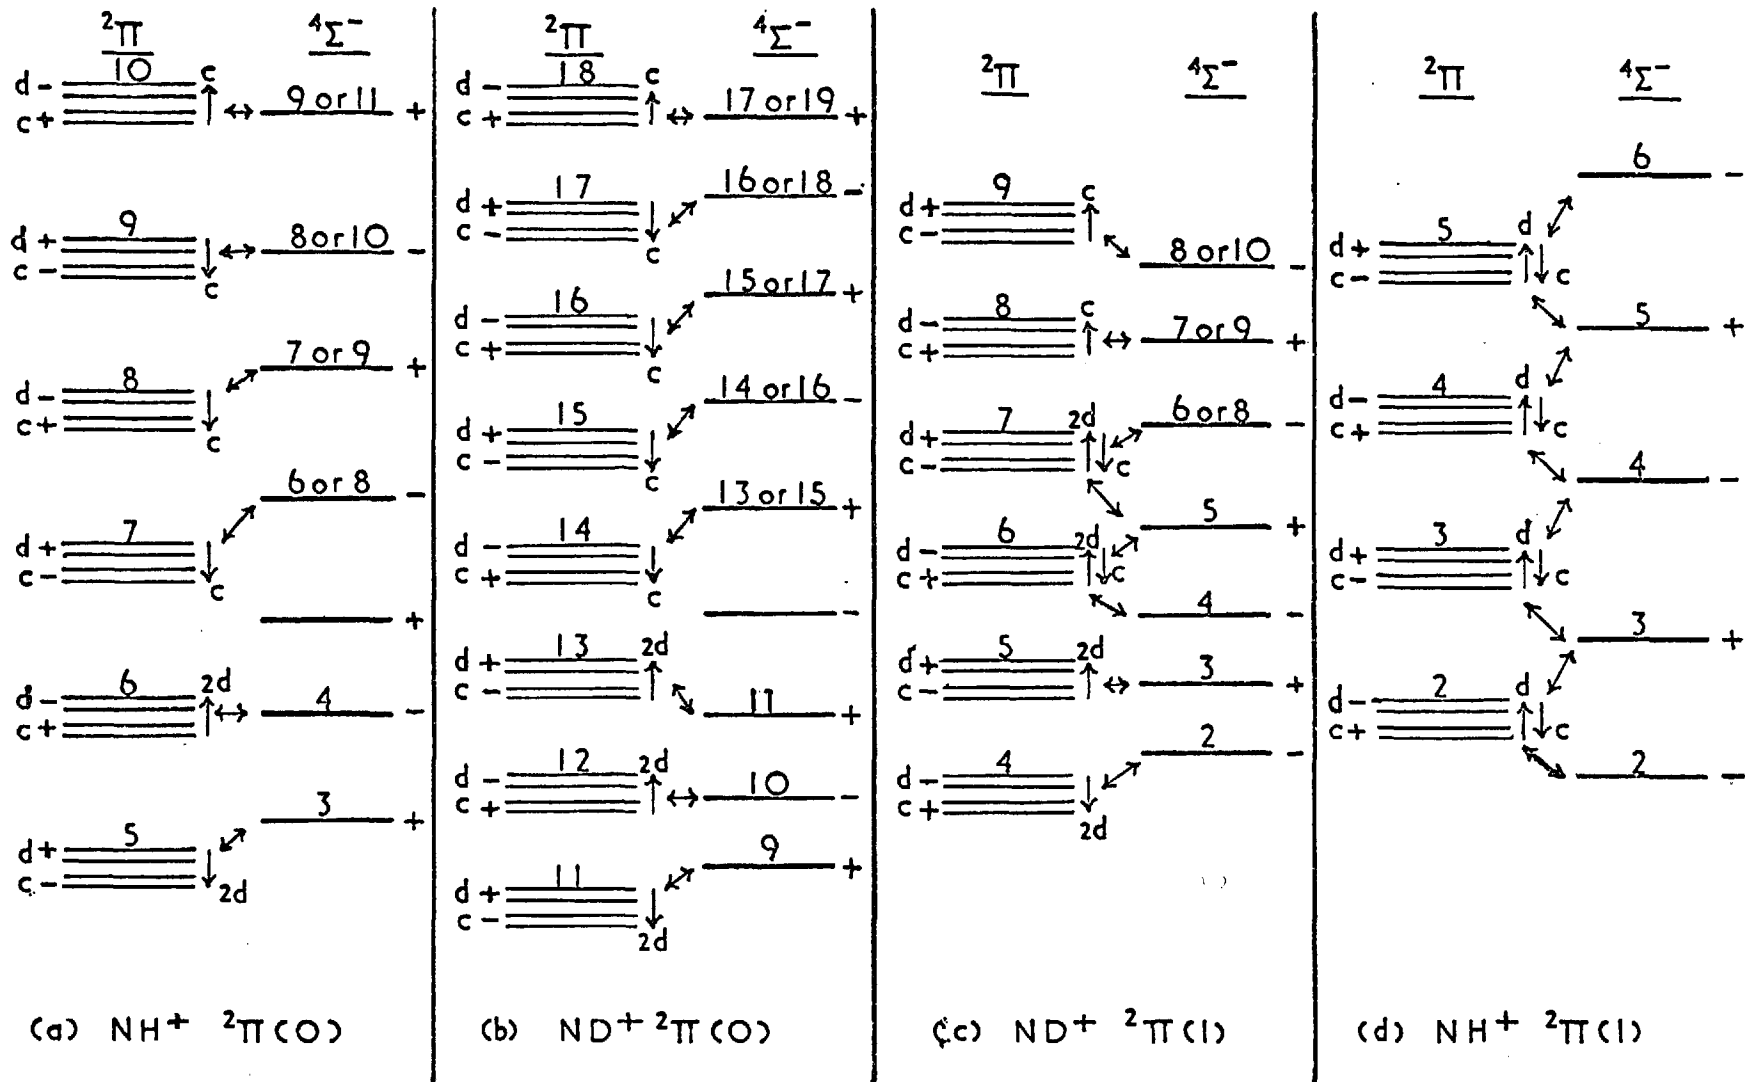 ²Π ⁴Σ⁻
10
d − c
c + 9 or 11 +
9
d + 8 or 10 −
c − c
7 or 9 +
8
d −
c + c
6 or 8 −
7
d +
c − c
+
6 2d
d − 4 −
c +
3 +
5
d +
c − 2d
(a) NH⁺ ²Π(0)
²Π ⁴Σ⁻
18
d − c
c + 17 or 19 +
17 16 or 18 −
d +
c − c
15 or 17 +
16
d −
c + c
14 or 16 −
15
d +
c − c
13 or 15 +
14
d −
c + c
−
13 2d
d +
c − 11 +
12 2d
d − 10 −
c +
9 +
11
d +
c − 2d
(b) ND⁺ ²Π(0)
²Π ⁴Σ⁻
9 c
d +
c − 8 or 10 −
8 c
d − 7 or 9 +
c +
6 or 8 −
7 2d
d +
c − c
5 +
6 2d
d −
c + c
4 −
5 2d
d + 3 +
c −
2 −
4
d −
c + 2d
(c) ND⁺ ²Π(1)
²Π ⁴Σ⁻
6 −
5 d
d +
c − c
5 +
4 d
d −
c + c
4 −
3 d
d +
c − c
3 +
2 d
d −
c + c
2 −
(d) NH⁺ ²Π(1)